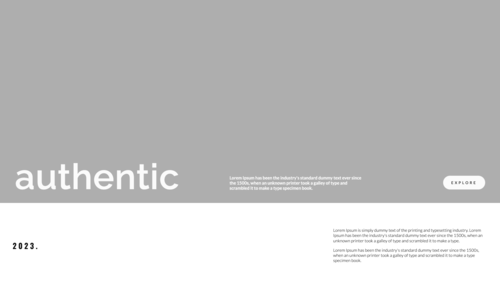 authentic
Lorem Ipsum has been the industry's standard dummy text ever since
the 1500s, when an unknown printer took a galley of type and
scrambled it to make a type specimen book.
EXPLORE
2023.
Lorem Ipsum is simply dummy text of the printing and typesetting industry. Lorem
Ipsum has been the industry's standard dummy text ever since the 1500s, when an
unknown printer took a galley of type and scrambled it to make a type.
Lorem Ipsum has been the industry's standard dummy text ever since the 1500s,
when an unknown printer took a galley of type and scrambled it to make a type
specimen book.